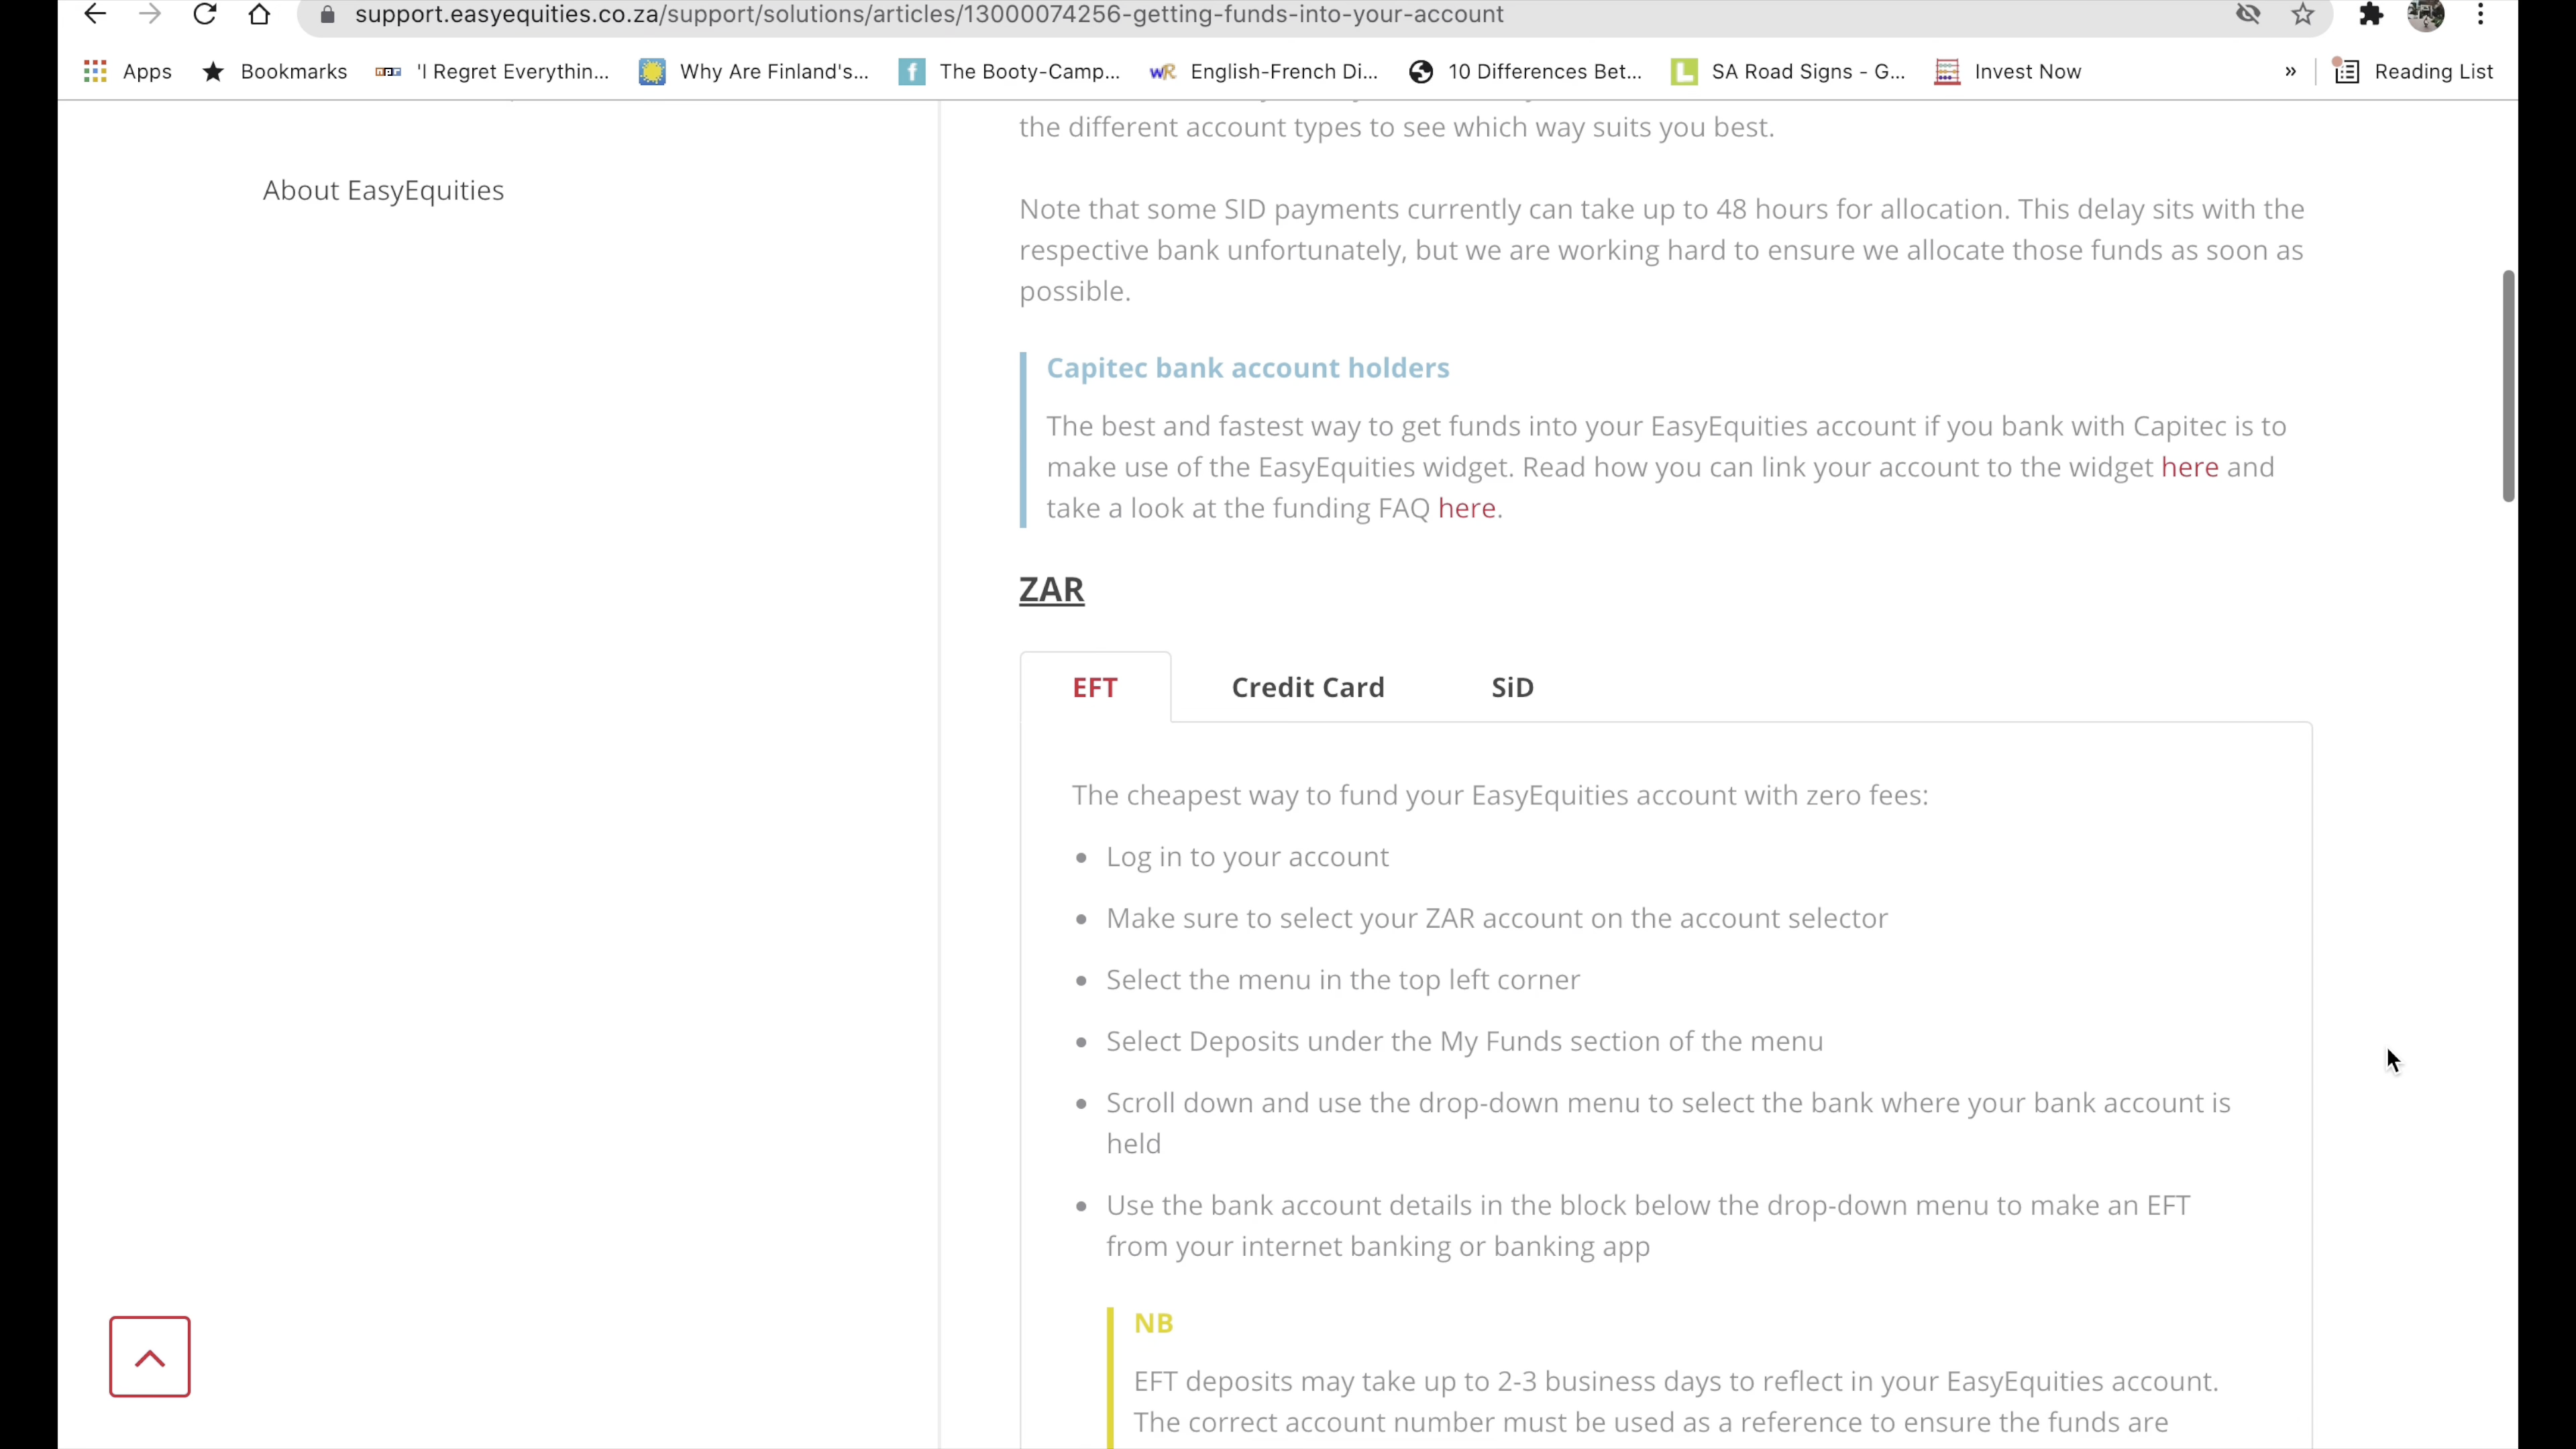 support.easyequities.co.za/support/solutions/articles/13000074256-getting-funds-into-your-account
Apps
Bookmarks
'I Regret Everythin...
Why Are Finland's...
The Booty-Camp...
English-French Di...
10 Differences Bet...
SA Road Signs - G...
Invest Now
»
Reading List
the different account types to see which way suits you best.
About EasyEquities
Note that some SID payments currently can take up to 48 hours for allocation. This delay sits with the
respective bank unfortunately, but we are working hard to ensure we allocate those funds as soon as
possible.
Capitec bank account holders
The best and fastest way to get funds into your EasyEquities account if you bank with Capitec is to
make use of the EasyEquities widget. Read how you can link your account to the widget here and
take a look at the funding FAQ here.
ZAR
EFT
Credit Card
SiD
The cheapest way to fund your EasyEquities account with zero fees:
• Log in to your account
• Make sure to select your ZAR account on the account selector
• Select the menu in the top left corner
• Select Deposits under the My Funds section of the menu
• Scroll down and use the drop-down menu to select the bank where your bank account is
held
• Use the bank account details in the block below the drop-down menu to make an EFT
from your internet banking or banking app
NB
EFT deposits may take up to 2-3 business days to reflect in your EasyEquities account.
The correct account number must be used as a reference to ensure the funds are